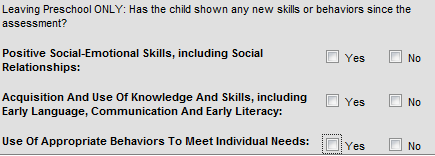 Leaving Preschool ONLY: Has the child shown any new skills or behaviors since the
assessment?
Positive Social-Emotional Skills, including Social
Relationships:
Yes No
Acquisition And Use Of Knowledge And Skills, including
Early Language, Communication And Early Literacy:
Yes No
Use Of Appropriate Behaviors To Meet Individual Needs:
Yes No